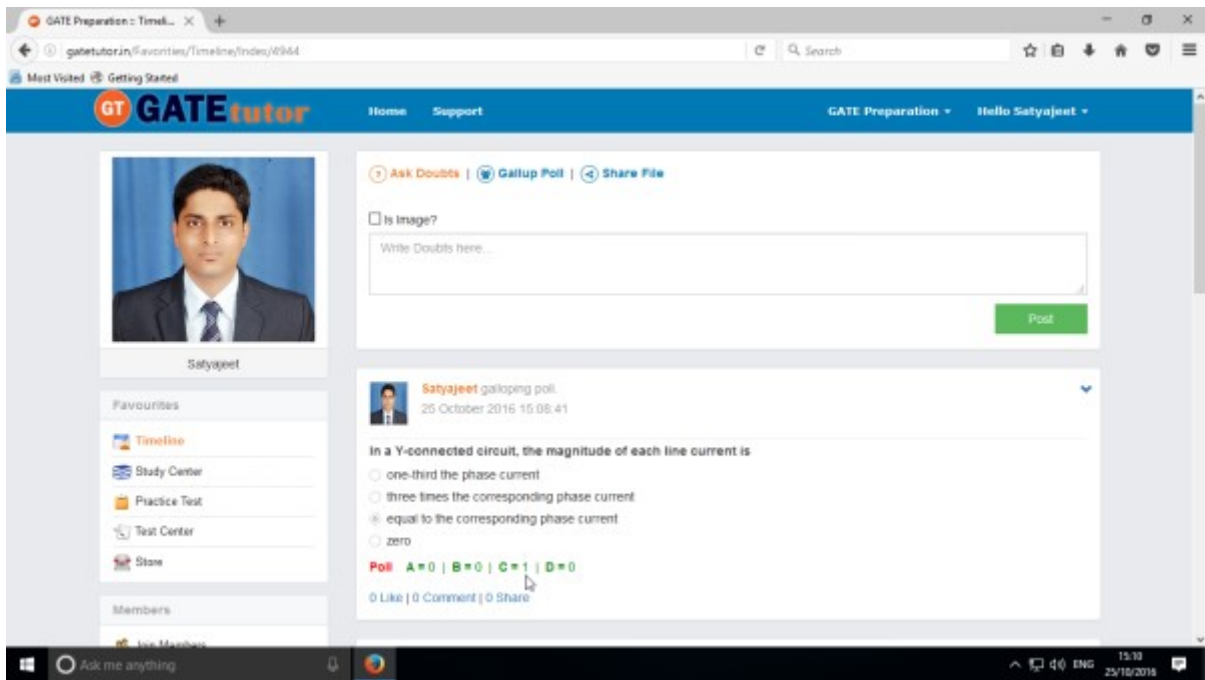 GATE Preparation :: Timeli...
gatetutor.in/Favorities/Timeline/Index/4944
Search
Most Visited Getting Started
GT GATEtutor Home Support GATE Preparation Hello Satyajeet
Ask Doubts | Gallup Poll | Share File
Is Image?
Write Doubts here...
Post
Satyajeet
Favourites
Timeline
Study Center
Practice Test
Test Center
Store
Members
Join Members
Satyajeet galloping poll.
25 October 2016 15:08:41
In a Y-connected circuit, the magnitude of each line current is
one-third the phase current
three times the corresponding phase current
equal to the corresponding phase current
zero
Poll A = 0 | B = 0 | C = 1 | D = 0
0 Like | 0 Comment | 0 Share
Ask me anything
ENG
15:10
25/10/2016